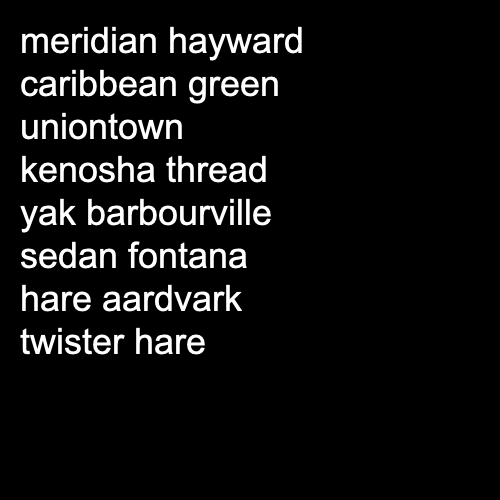 meridian hayward
caribbean green
uniontown
kenosha thread
yak barbourville
sedan fontana
hare aardvark
twister hare